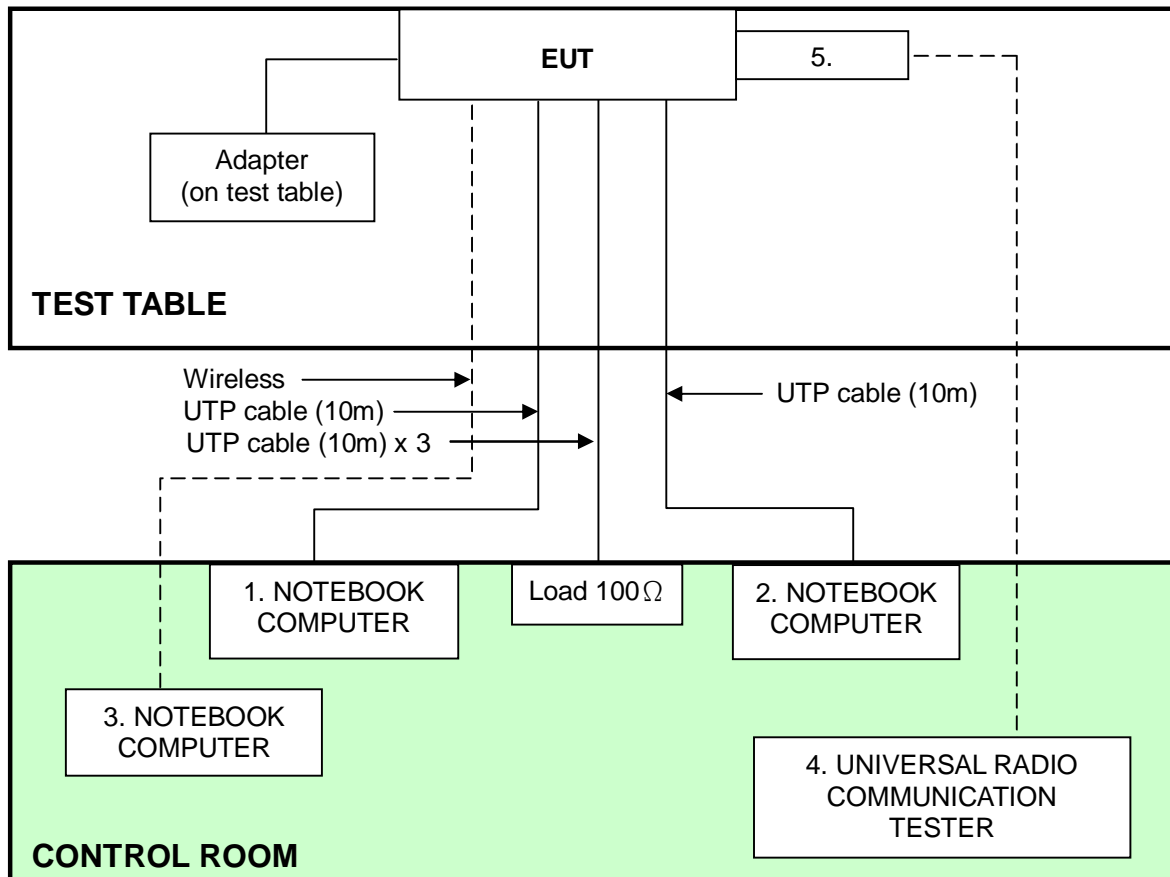 EUT
5.
Adapter
(on test table)
TEST TABLE
Wireless
UTP cable (10m)
UTP cable (10m) x 3
UTP cable (10m)
1. NOTEBOOK
COMPUTER
Load 100Ω
2. NOTEBOOK
COMPUTER
3. NOTEBOOK
COMPUTER
4. UNIVERSAL RADIO
COMMUNICATION
TESTER
CONTROL ROOM